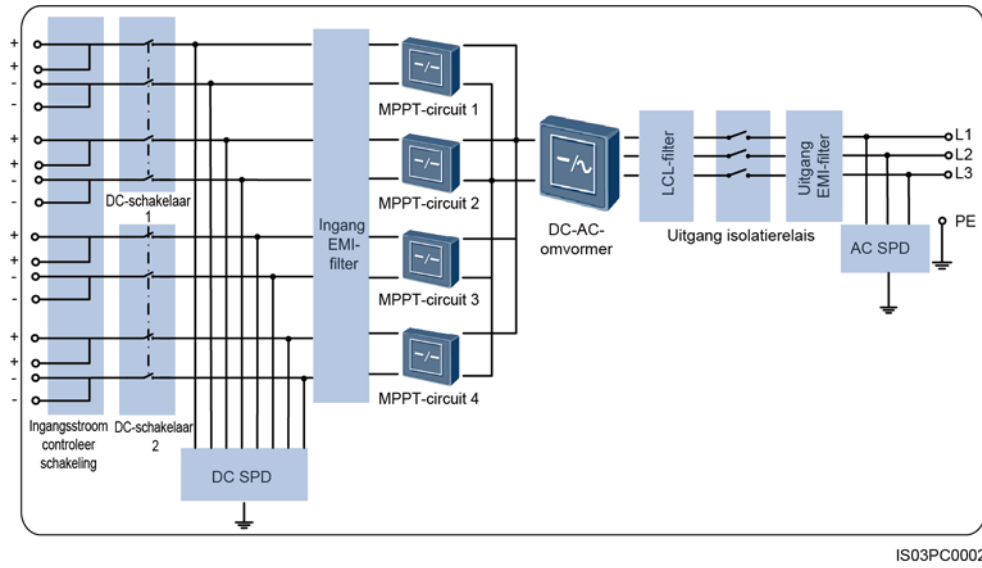 +
+
-
-
+
+
-
-
+
+
-
-
+
+
-
-
Ingangsstroom
controleer
schakeling
DC-schakelaar
1
DC-schakelaar
2
DC SPD
Ingang
EMI-
filter
MPPT-circuit 1
MPPT-circuit 2
MPPT-circuit 3
MPPT-circuit 4
DC-AC-
omvormer
LCL-filter
Uitgang isolatierelais
Uitgang
EMI-filter
L1
L2
L3
PE
AC SPD
IS03PC0002